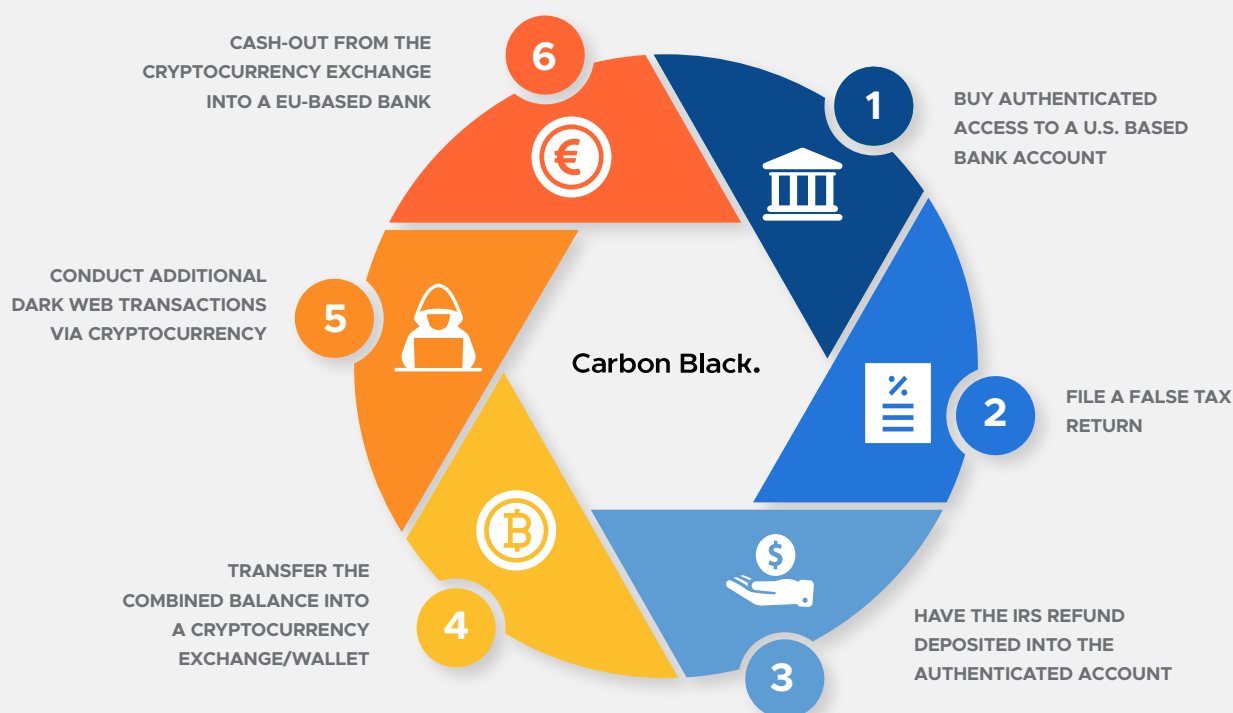 1
BUY AUTHENTICATED
ACCESS TO A U.S. BASED
BANK ACCOUNT
2
FILE A FALSE TAX
RETURN
3
HAVE THE IRS REFUND
DEPOSITED INTO THE
AUTHENTICATED ACCOUNT
4
TRANSFER THE
COMBINED BALANCE INTO
A CRYPTOCURRENCY
EXCHANGE/WALLET
5
CONDUCT ADDITIONAL
DARK WEB TRANSACTIONS
VIA CRYPTOCURRENCY
6
CASH-OUT FROM THE
CRYPTOCURRENCY EXCHANGE
INTO A EU-BASED BANK
€
%
$
₿
Carbon Black.